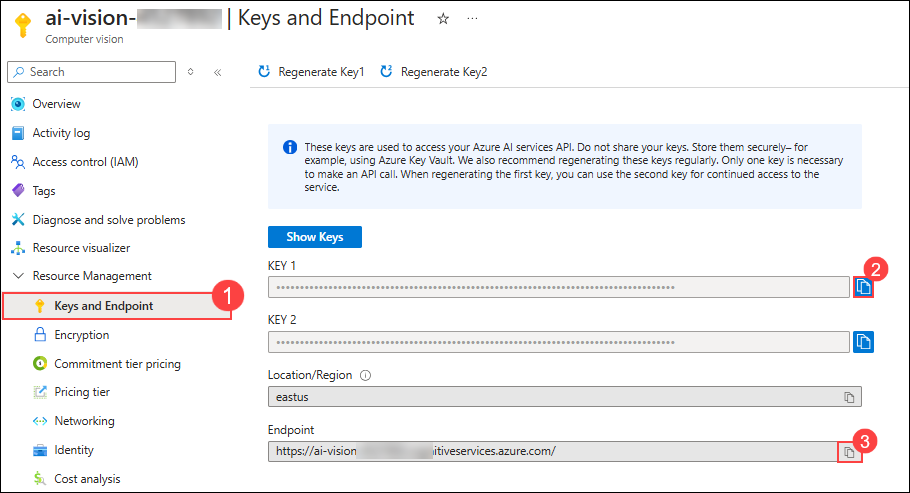 ai-vision- | Keys and Endpoint
Computer vision
Search
Regenerate Key1 Regenerate Key2
Overview
Activity log
Access control (IAM)
Tags
Diagnose and solve problems
Resource visualizer
Resource Management
Keys and Endpoint
1
Encryption
Commitment tier pricing
Pricing tier
Networking
Identity
Cost analysis
These keys are used to access your Azure AI services API. Do not share your keys. Store them securely– for
example, using Azure Key Vault. We also recommend regenerating these keys regularly. Only one key is necessary
to make an API call. When regenerating the first key, you can use the second key for continued access to the
service.
Show Keys
KEY 1
2
KEY 2
Location/Region
eastus
Endpoint
https://ai-vision- nitiveservices.azure.com/
3